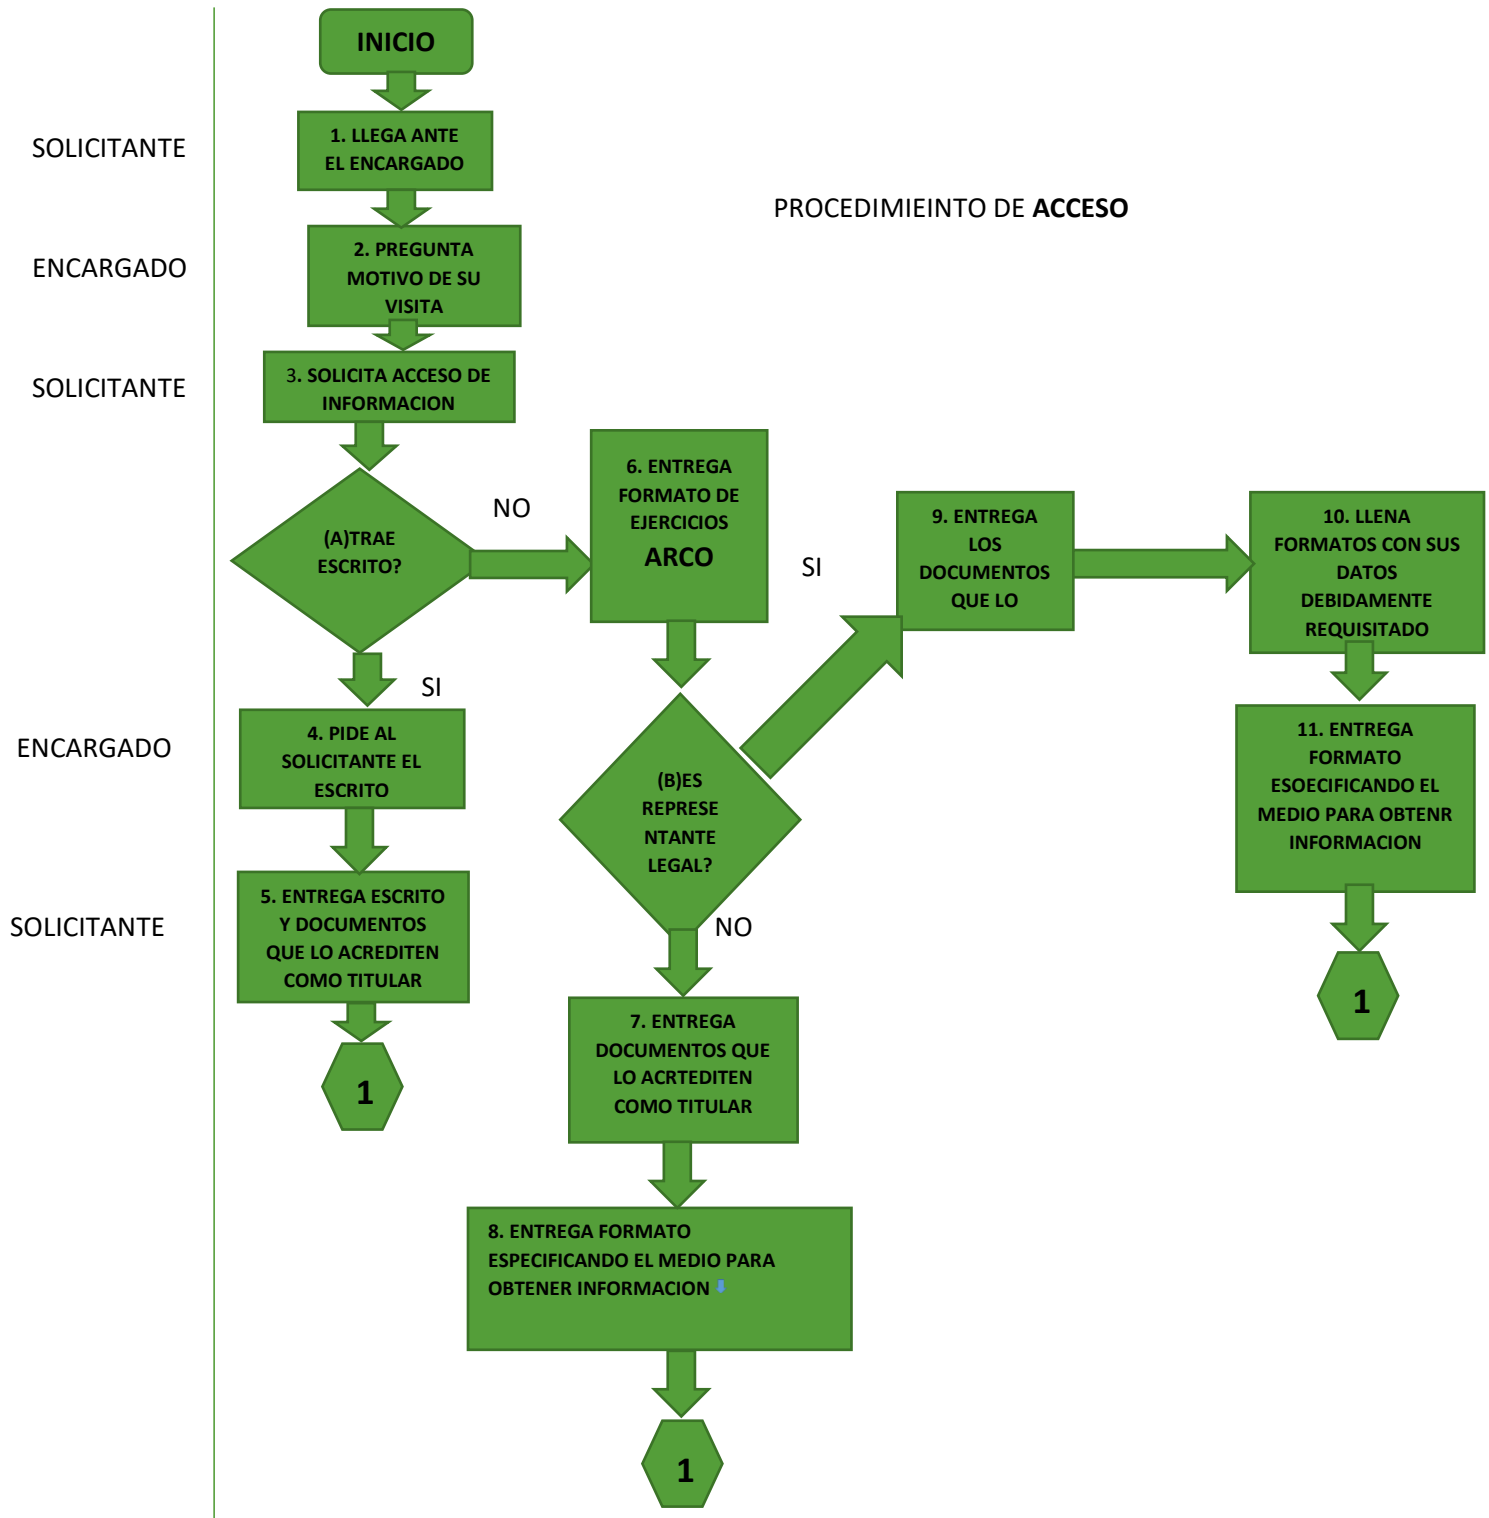 INICIO
SOLICITANTE
1. LLEGA ANTE
EL ENCARGADO
PROCEDIMIEINTO DE ACCESO
ENCARGADO
2. PREGUNTA
MOTIVO DE SU
VISITA
SOLICITANTE
3. SOLICITA ACCESO DE
INFORMACION
(A)TRAE
ESCRITO?
NO
6. ENTREGA
FORMATO DE
EJERCICIOS
ARCO
SI
9. ENTREGA
LOS
DOCUMENTOS
QUE LO
10. LLENA
FORMATOS CON SUS
DATOS
DEBIDAMENTE
REQUISITADO
SI
ENCARGADO
4. PIDE AL
SOLICITANTE EL
ESCRITO
(B)ES
REPRESE
NTANTE
LEGAL?
11. ENTREGA
FORMATO
ESOECIFICANDO EL
MEDIO PARA OBTENR
INFORMACION
SOLICITANTE
5. ENTREGA ESCRITO
Y DOCUMENTOS
QUE LO ACREDITEN
COMO TITULAR
NO
1
7. ENTREGA
DOCUMENTOS QUE
LO ACRTEDITEN
COMO TITULAR
1
8. ENTREGA FORMATO
ESPECIFICANDO EL MEDIO PARA
OBTENER INFORMACION
1